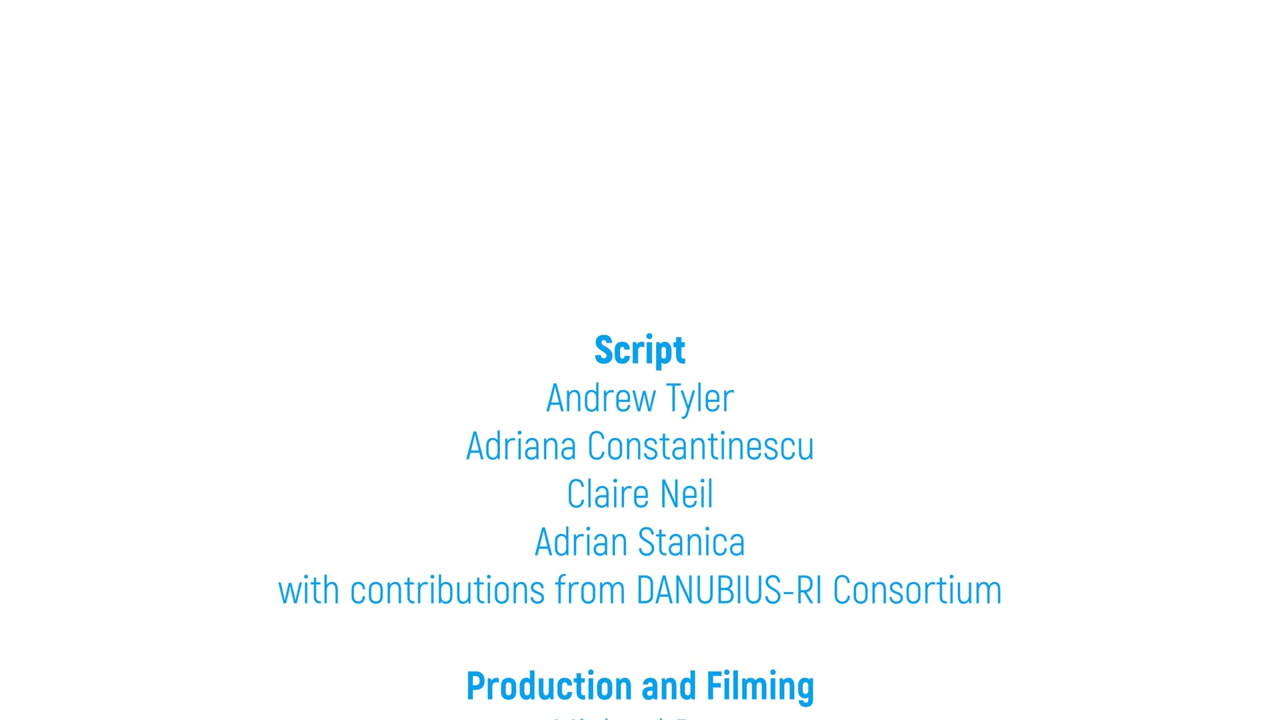 Script
Andrew Tyler
Adriana Constantinescu
Claire Neil
Adrian Stanica
with contributions from DANUBIUS-RI Consortium
Production and Filming